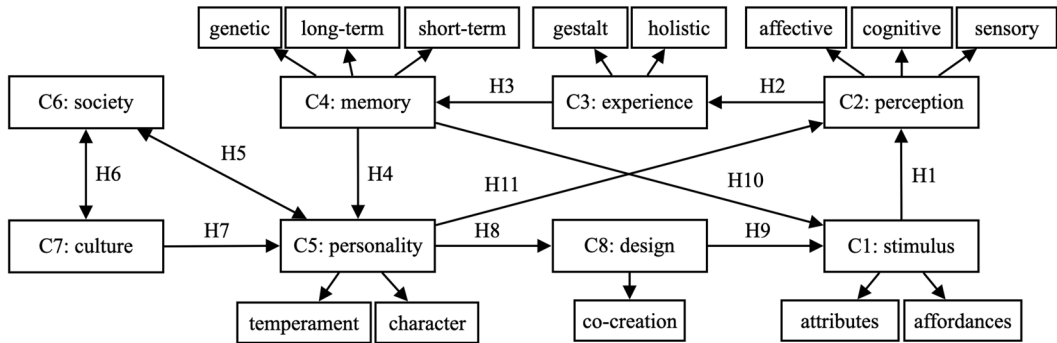 genetic
long-term
short-term
gestalt
holistic
affective
cognitive
sensory
C6: society
C4: memory
H3
C3: experience
H2
C2: perception
H6
H5
H4
H11
H10
H1
C7: culture
H7
C5: personality
H8
C8: design
H9
C1: stimulus
temperament
character
co-creation
attributes
affordances